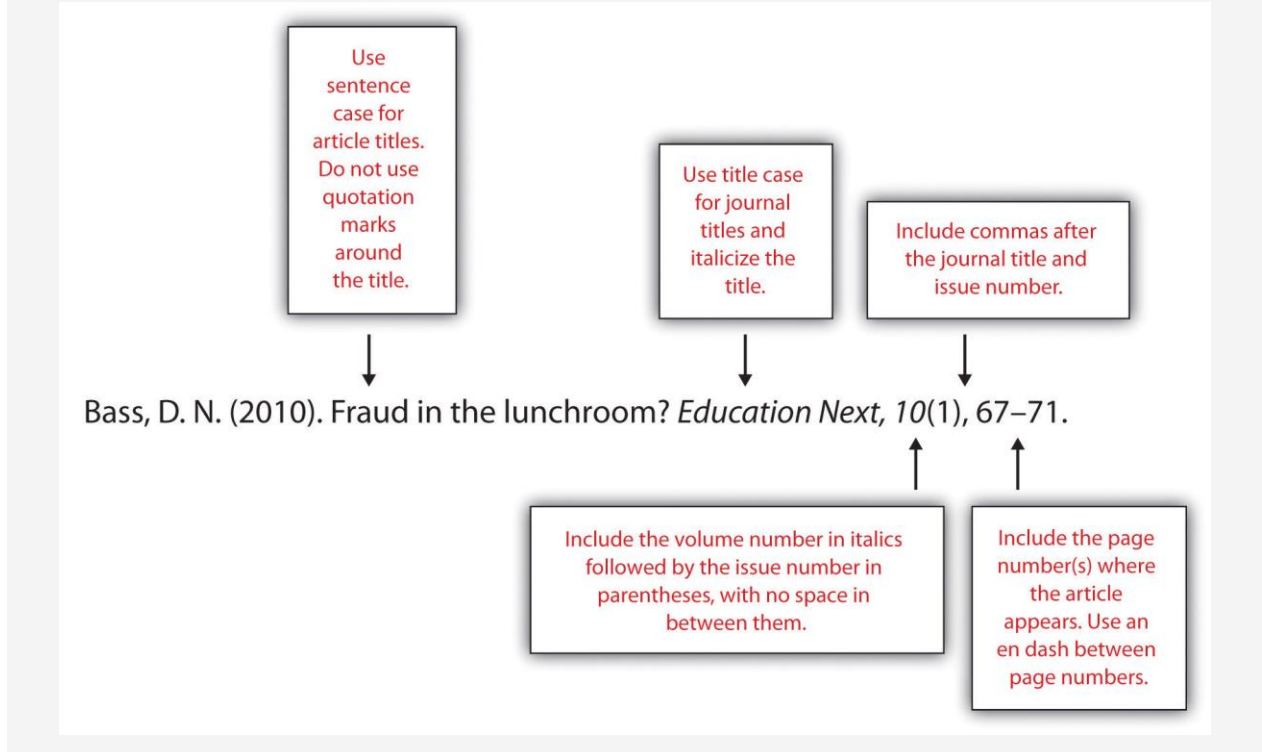 Use
sentence
case for
article titles.
Do not use
quotation
marks
around
the title.
Use title case
for journal
titles and
italicize the
title.
Include commas after
the journal title and
issue number.
Bass, D. N. (2010). Fraud in the lunchroom? Education Next, 10(1), 67–71.
Include the volume number in italics
followed by the issue number in
parentheses, with no space in
between them.
Include the page
number(s) where
the article
appears. Use an
en dash between
page numbers.